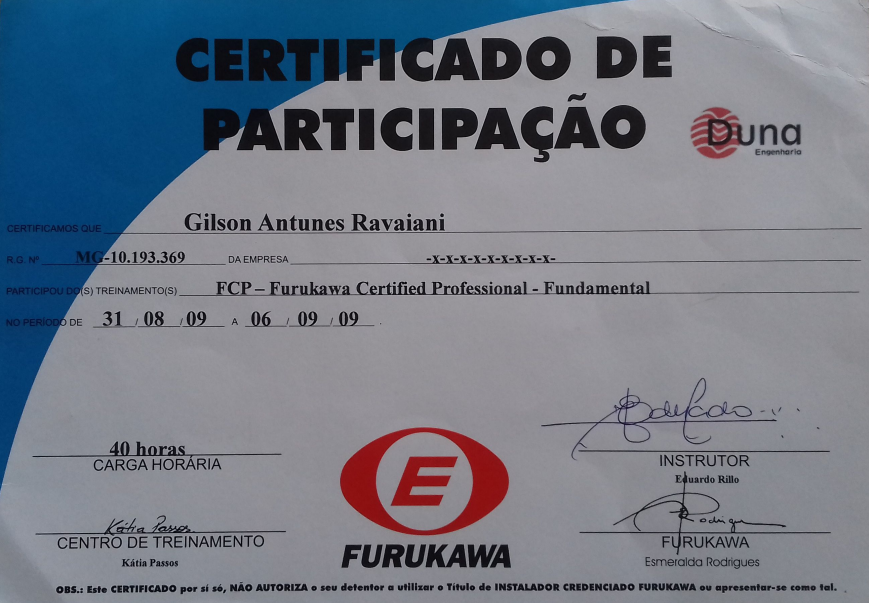 CERTIFICADO DE
PARTICIPAÇÃO
Duna
Engenharia
CERTIFICAMOS QUE Gilson Antunes Ravaiani
R.G. Nº MG-10.193.369 DA EMPRESA -x-x-x-x-x-x-x-x-x-
PARTICIPOU DO(S) TREINAMENTO(S) FCP – Furukawa Certified Professional - Fundamental
NO PERÍODO DE 31 / 08 / 09 A 06 / 09 / 09 .
40 horas
CARGA HORÁRIA
INSTRUTOR
Eduardo Rillo
Kátia Passos
CENTRO DE TREINAMENTO
Kátia Passos
E
FURUKAWA
Rodrigues
FURUKAWA
Esmeralda Rodrigues
OBS.: Este CERTIFICADO por sí só, NÃO AUTORIZA o seu detentor a utilizar o Título de INSTALADOR CREDENCIADO FURUKAWA ou apresentar-se como tal.